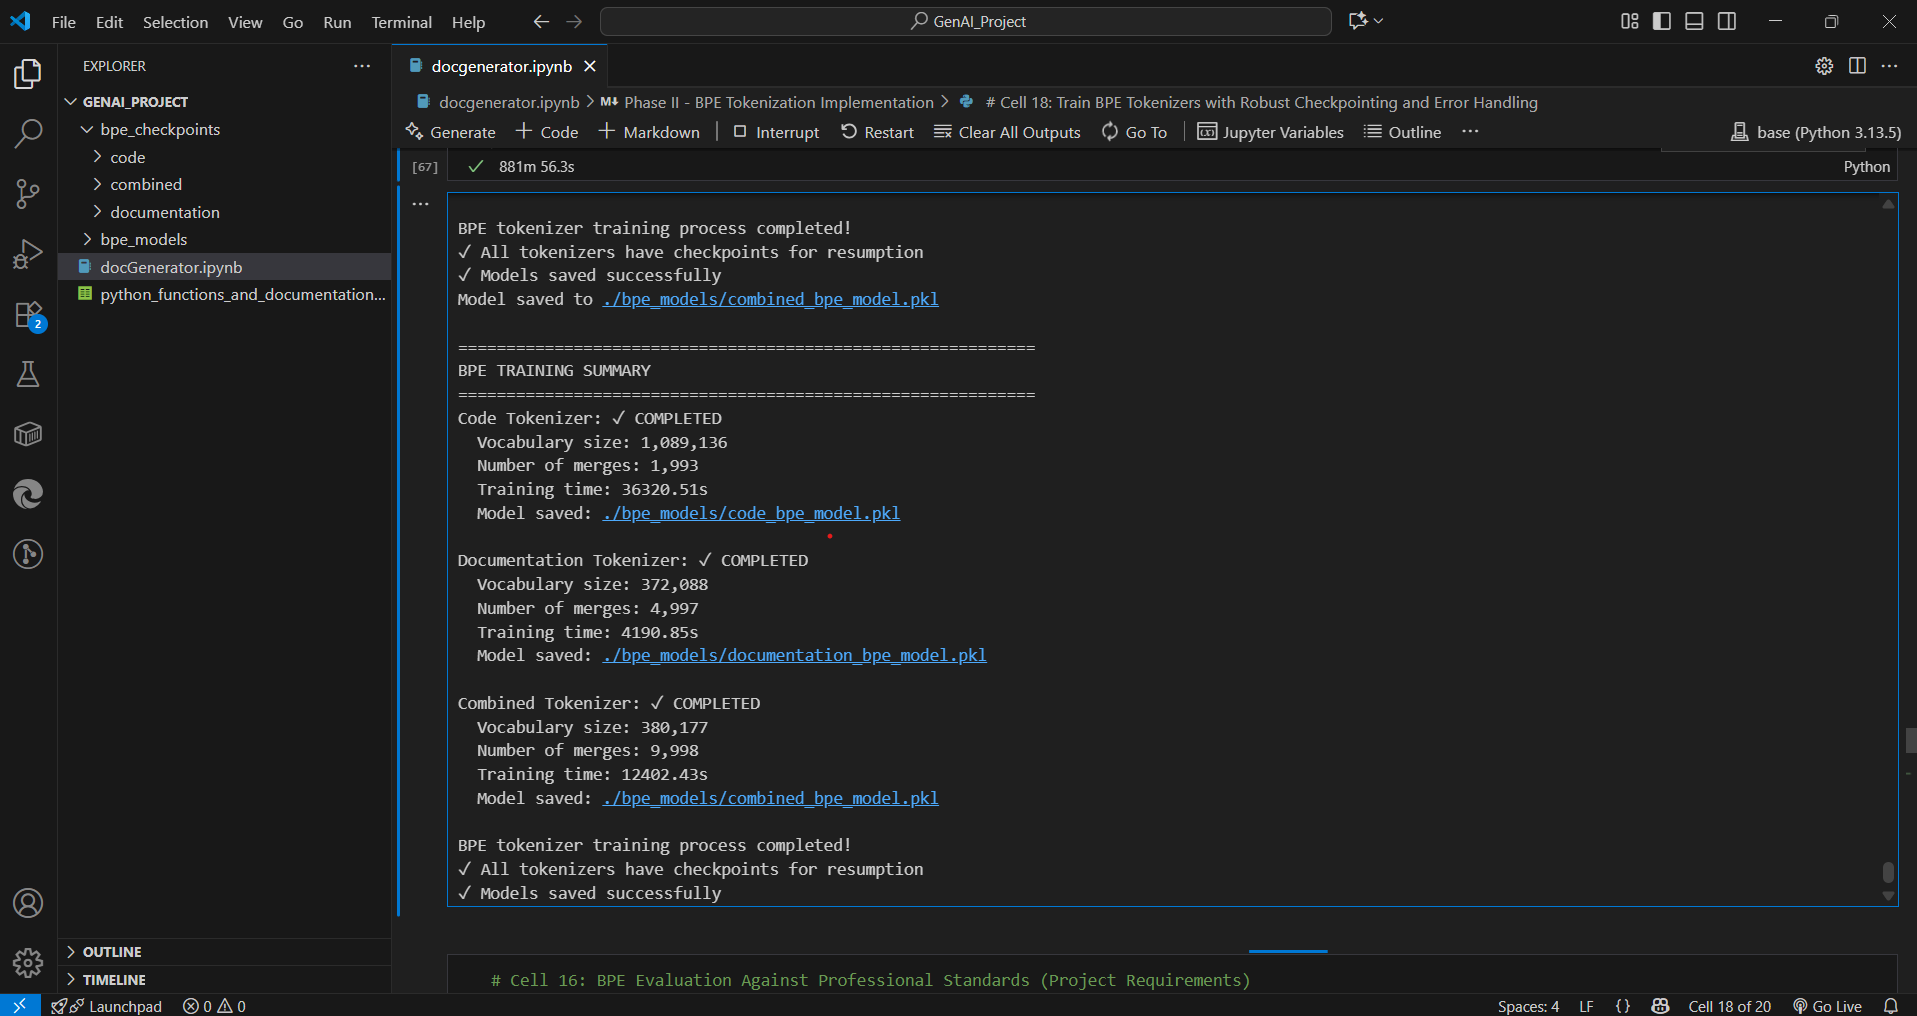 File Edit Selection View Go Run Terminal Help
GenAI_Project
EXPLORER
GENAI_PROJECT
bpe_checkpoints
code
combined
documentation
bpe_models
docGenerator.ipynb
python_functions_and_documentation...
2
OUTLINE
TIMELINE
docgenerator.ipynb
docgenerator.ipynb > M↓ Phase II - BPE Tokenization Implementation > # Cell 18: Train BPE Tokenizers with Robust Checkpointing and Error Handling
Generate + Code + Markdown | Interrupt Restart Clear All Outputs Go To | Jupyter Variables Outline ... base (Python 3.13.5)
[67] ✓ 881m 56.3s Python
BPE tokenizer training process completed!
✓ All tokenizers have checkpoints for resumption
✓ Models saved successfully
Model saved to ./bpe_models/combined_bpe_model.pkl
============================================================
BPE TRAINING SUMMARY
============================================================
Code Tokenizer: ✓ COMPLETED
Vocabulary size: 1,089,136
Number of merges: 1,993
Training time: 36320.51s
Model saved: ./bpe_models/code_bpe_model.pkl
Documentation Tokenizer: ✓ COMPLETED
Vocabulary size: 372,088
Number of merges: 4,997
Training time: 4190.85s
Model saved: ./bpe_models/documentation_bpe_model.pkl
Combined Tokenizer: ✓ COMPLETED
Vocabulary size: 380,177
Number of merges: 9,998
Training time: 12402.43s
Model saved: ./bpe_models/combined_bpe_model.pkl
BPE tokenizer training process completed!
✓ All tokenizers have checkpoints for resumption
✓ Models saved successfully
# Cell 16: BPE Evaluation Against Professional Standards (Project Requirements)
Launchpad 0 0 Spaces: 4 LF {} Cell 18 of 20 Go Live